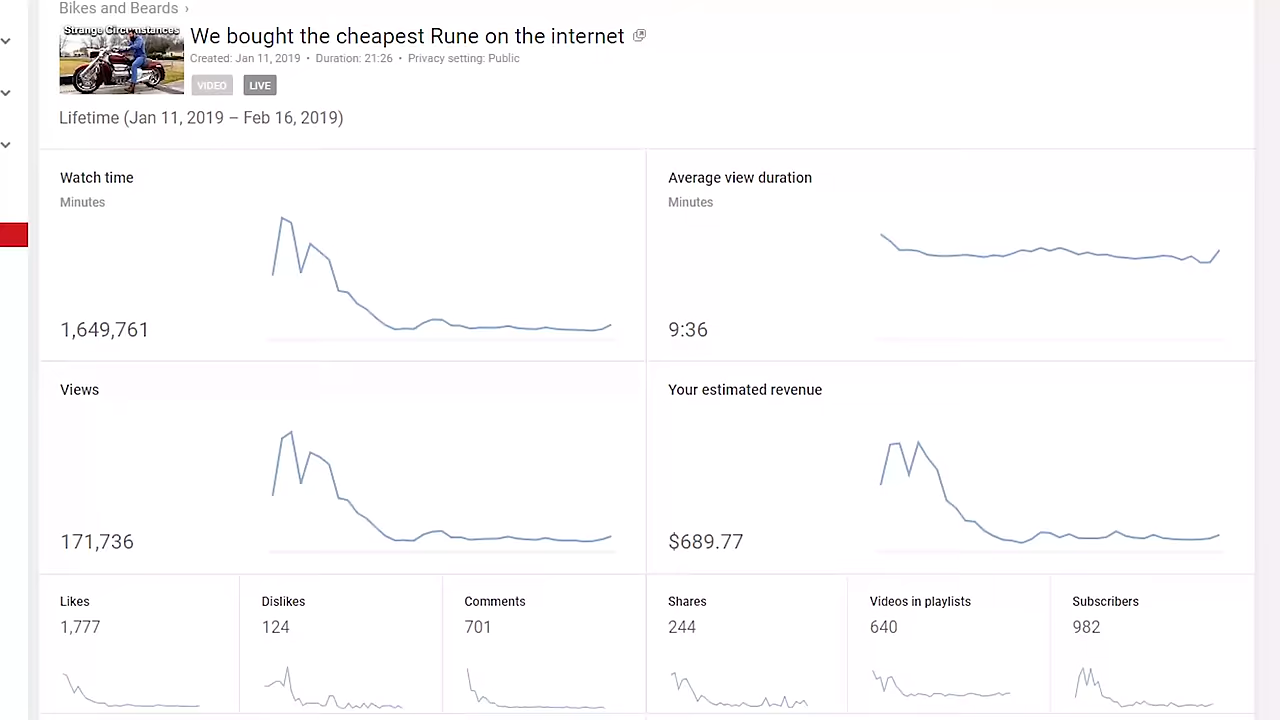 Bikes and Beards ›
Strange Circumstances
We bought the cheapest Rune on the internet
Created: Jan 11, 2019 • Duration: 21:26 • Privacy setting: Public
VIDEO LIVE
Lifetime (Jan 11, 2019 – Feb 16, 2019)
Watch time
Minutes
1,649,761
Average view duration
Minutes
9:36
Views
171,736
Your estimated revenue
$689.77
Likes
1,777
Dislikes
124
Comments
701
Shares
244
Videos in playlists
640
Subscribers
982